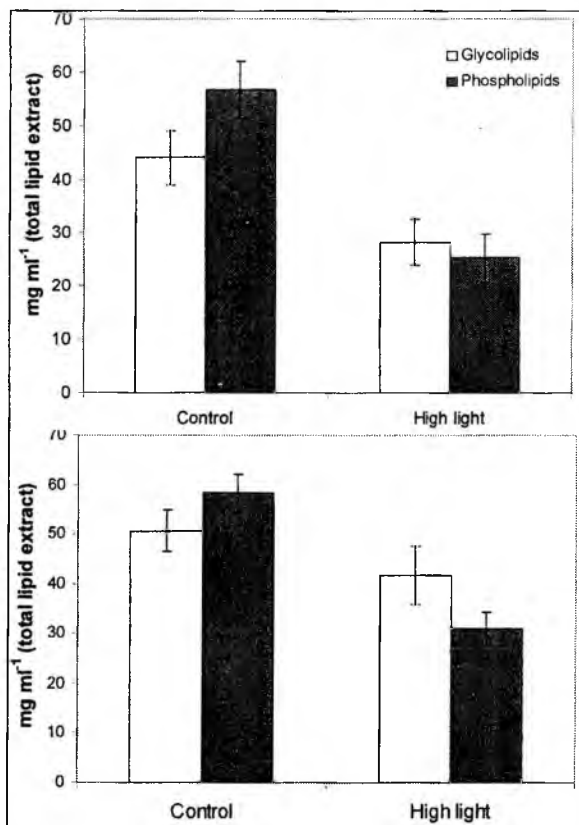 70
60
50
40
30
20
10
0
mg ml⁻¹ (total lipid extract)
Glycolipids
Phospholipids
Control
High light
70
60
50
40
30
20
10
0
mg ml⁻¹ (total lipid extract)
Control
High light